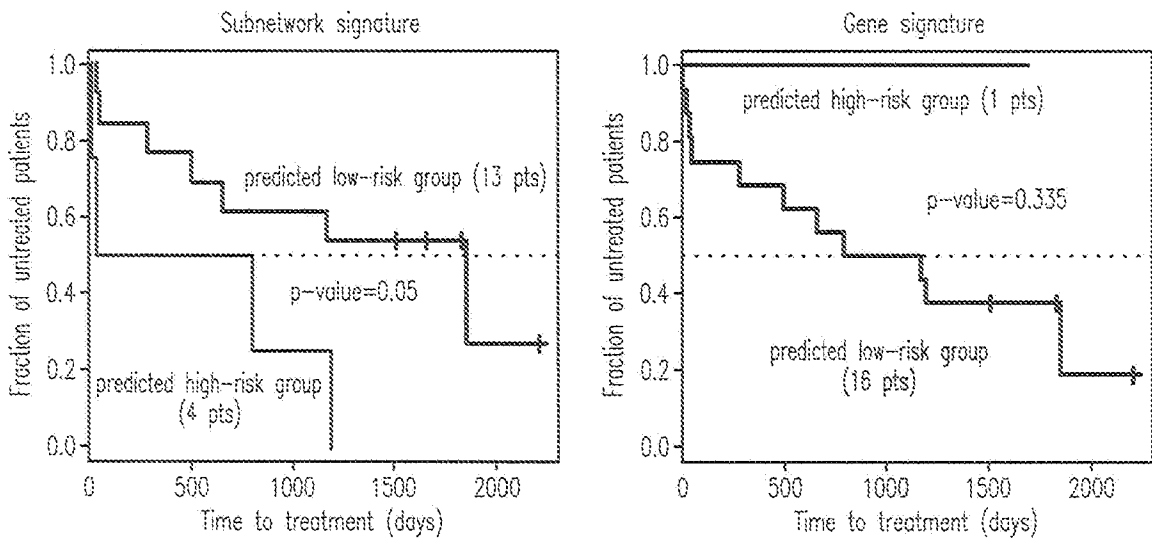 Subnetwork signature
Fraction of untreated patients
1.0
0.8
0.6
0.4
0.2
0.0
predicted low-risk group (13 pts)
p-value=0.05
predicted high-risk group
(4 pts)
0
500
1000
1500
2000
Time to treatment (days)
Gene signature
Fraction of untreated patients
1.0
0.8
0.6
0.4
0.2
0.0
predicted high-risk group (1 pts)
p-value=0.335
predicted low-risk group
(16 pts)
0
500
1000
1500
2000
Time to treatment (days)